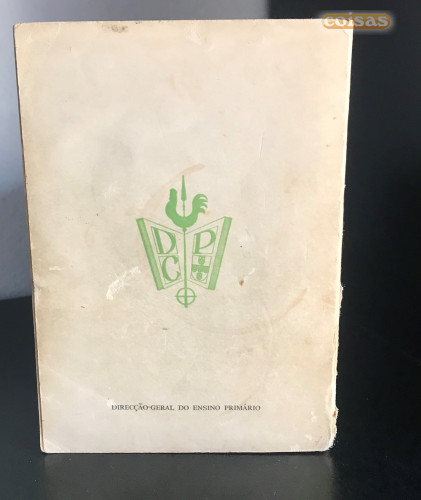 coisas
D P
C
DIRECÇÃO-GERAL DO ENSINO PRIMÁRIO